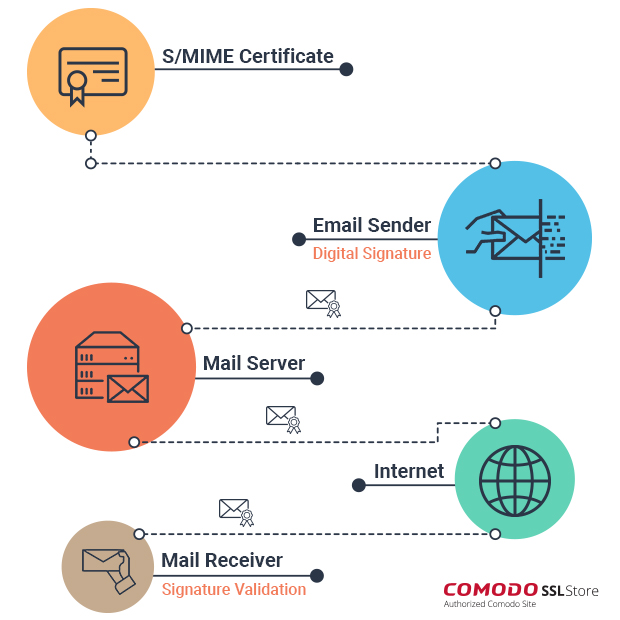 S/MIME Certificate
Email Sender
Digital Signature
Mail Server
Internet
Mail Receiver
Signature Validation
COMODO SSLStore
Authorized Comodo Site